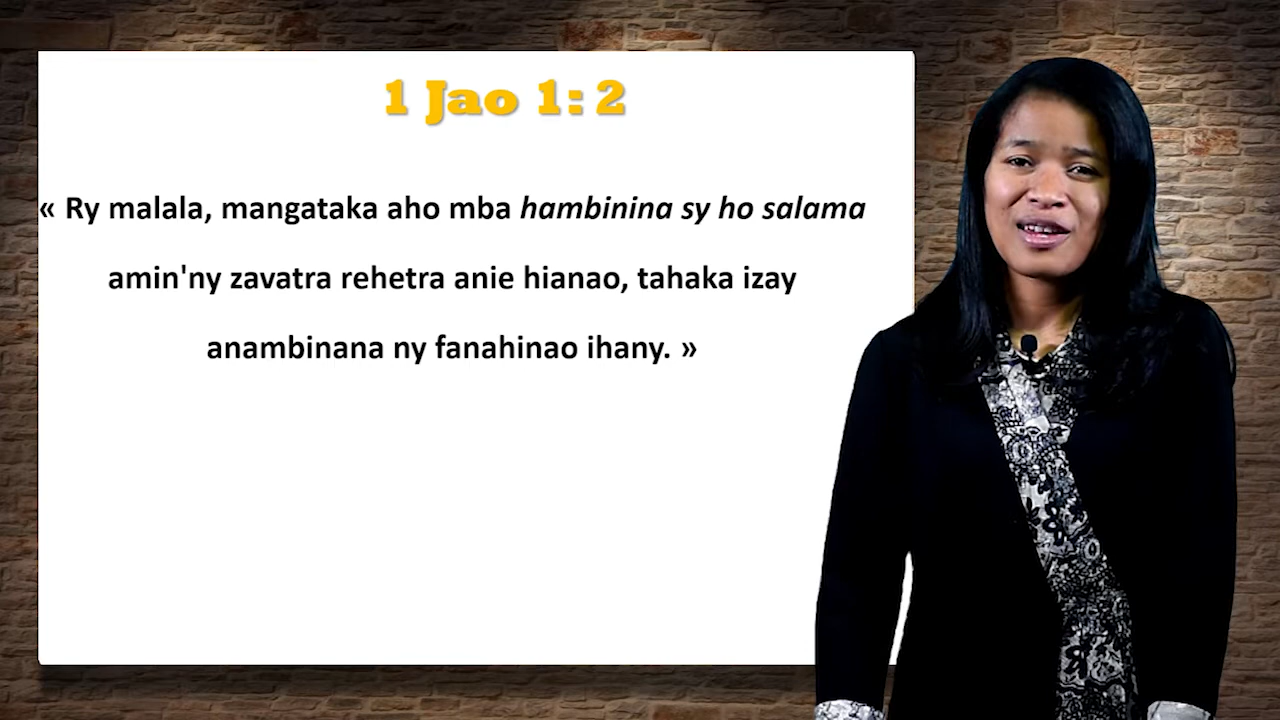 1 Jao 1: 2
« Ry malala, mangataka aho mba hambinina sy ho salama
amin'ny zavatra rehetra anie hianao, tahaka izay
anambinana ny fanahinao ihany. »